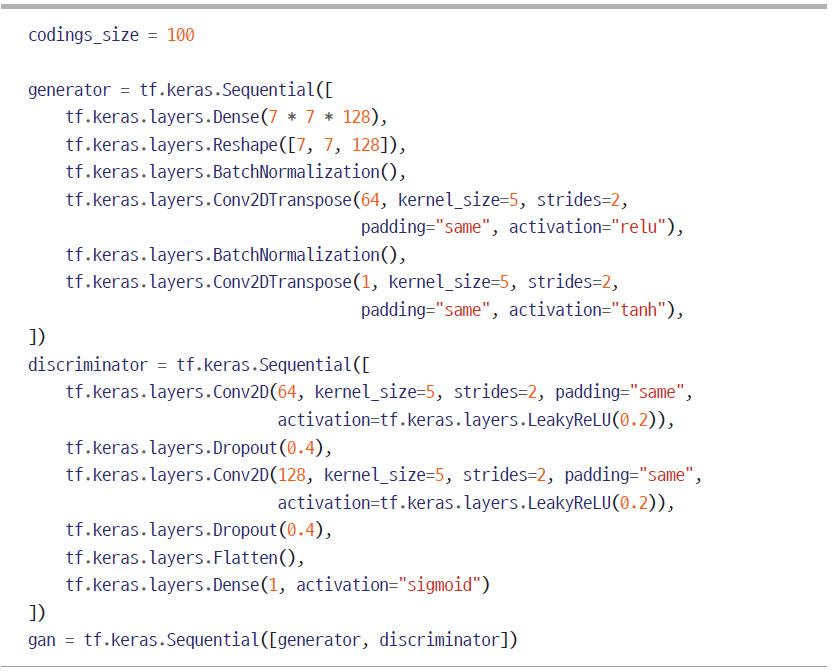 codings_size = 100

generator = tf.keras.Sequential([
    tf.keras.layers.Dense(7 * 7 * 128),
    tf.keras.layers.Reshape([7, 7, 128]),
    tf.keras.layers.BatchNormalization(),
    tf.keras.layers.Conv2DTranspose(64, kernel_size=5, strides=2,
                                    padding="same", activation="relu"),
    tf.keras.layers.BatchNormalization(),
    tf.keras.layers.Conv2DTranspose(1, kernel_size=5, strides=2,
                                    padding="same", activation="tanh"),
])
discriminator = tf.keras.Sequential([
    tf.keras.layers.Conv2D(64, kernel_size=5, strides=2, padding="same",
                           activation=tf.keras.layers.LeakyReLU(0.2)),
    tf.keras.layers.Dropout(0.4),
    tf.keras.layers.Conv2D(128, kernel_size=5, strides=2, padding="same",
                           activation=tf.keras.layers.LeakyReLU(0.2)),
    tf.keras.layers.Dropout(0.4),
    tf.keras.layers.Flatten(),
    tf.keras.layers.Dense(1, activation="sigmoid")
])
gan = tf.keras.Sequential([generator, discriminator])